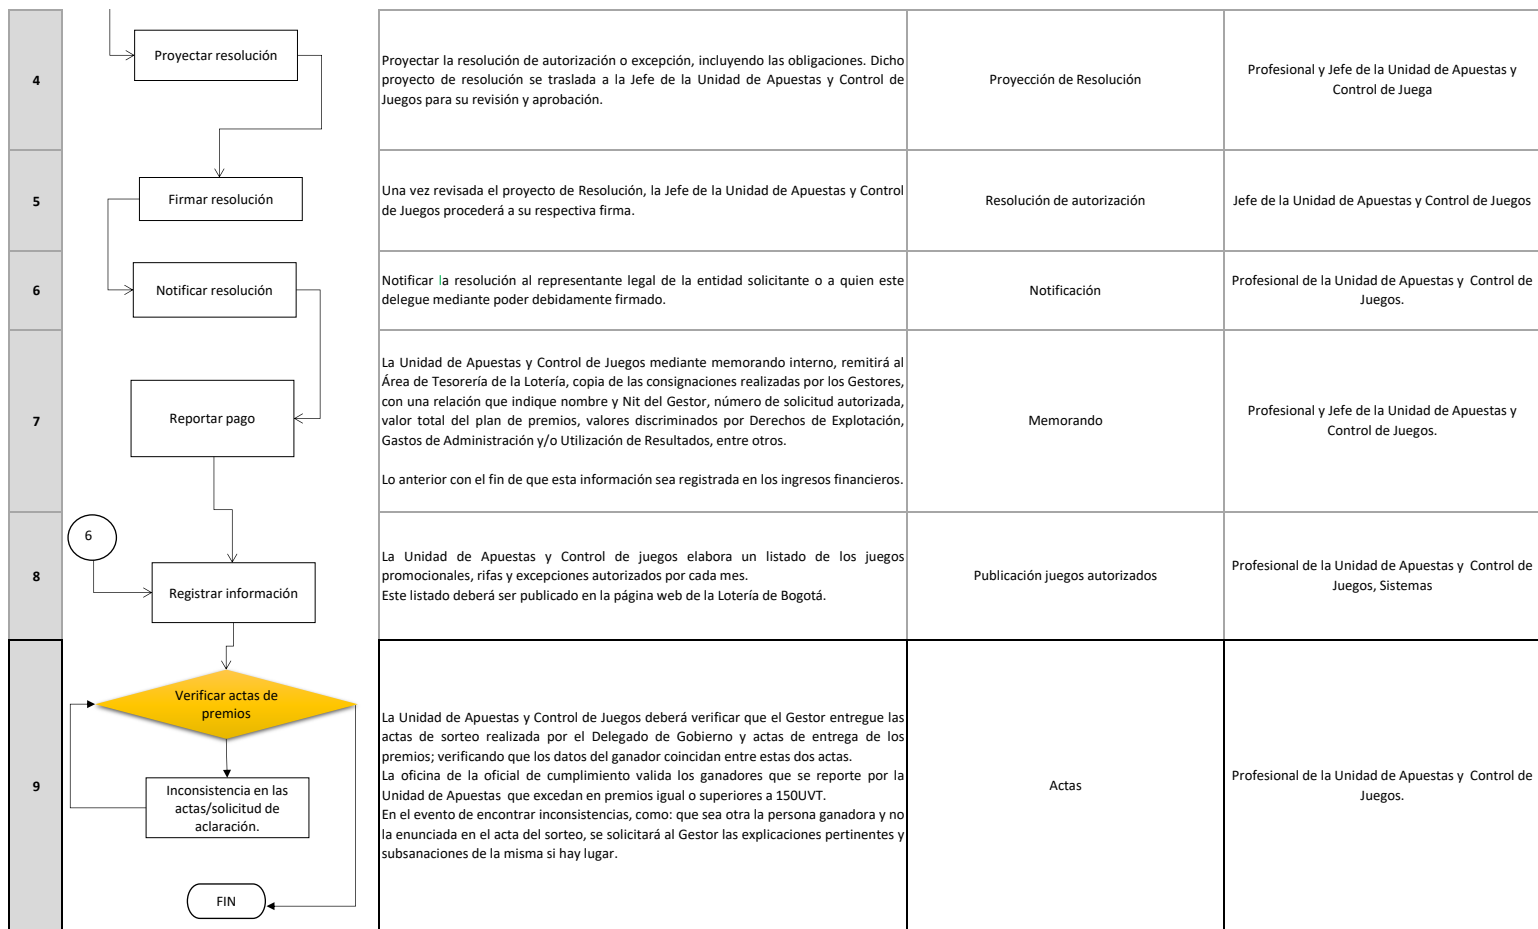 4
Proyectar resolución
Proyectar la resolución de autorización o excepción, incluyendo las obligaciones. Dicho
proyecto de resolución se traslada a la Jefe de la Unidad de Apuestas y Control de
Juegos para su revisión y aprobación.
Proyección de Resolución
Profesional y Jefe de la Unidad de Apuestas y
Control de Juega
5
Firmar resolución
Una vez revisada el proyecto de Resolución, la Jefe de la Unidad de Apuestas y Control
de Juegos procederá a su respectiva firma.
Resolución de autorización
Jefe de la Unidad de Apuestas y Control de Juegos
6
Notificar resolución
Notificar la resolución al representante legal de la entidad solicitante o a quien este
delegue mediante poder debidamente firmado.
Notificación
Profesional de la Unidad de Apuestas y Control de
Juegos.
7
Reportar pago
La Unidad de Apuestas y Control de Juegos mediante memorando interno, remitirá al
Área de Tesorería de la Lotería, copia de las consignaciones realizadas por los Gestores,
con una relación que indique nombre y Nit del Gestor, número de solicitud autorizada,
valor total del plan de premios, valores discriminados por Derechos de Explotación,
Gastos de Administración y/o Utilización de Resultados, entre otros.
Lo anterior con el fin de que esta información sea registrada en los ingresos financieros.
Memorando
Profesional y Jefe de la Unidad de Apuestas y
Control de Juegos.
8
6
Registrar información
La Unidad de Apuestas y Control de juegos elabora un listado de los juegos
promocionales, rifas y excepciones autorizados por cada mes.
Este listado deberá ser publicado en la página web de la Lotería de Bogotá.
Publicación juegos autorizados
Profesional de la Unidad de Apuestas y Control de
Juegos, Sistemas
9
Verificar actas de
premios
Inconsistencia en las
actas/solicitud de
aclaración.
FIN
La Unidad de Apuestas y Control de Juegos deberá verificar que el Gestor entregue las
actas de sorteo realizada por el Delegado de Gobierno y actas de entrega de los
premios; verificando que los datos del ganador coincidan entre estas dos actas.
La oficina de la oficial de cumplimiento valida los ganadores que se reporte por la
Unidad de Apuestas que excedan en premios igual o superiores a 150UVT.
En el evento de encontrar inconsistencias, como: que sea otra la persona ganadora y no
la enunciada en el acta del sorteo, se solicitará al Gestor las explicaciones pertinentes y
subsanaciones de la misma si hay lugar.
Actas
Profesional de la Unidad de Apuestas y Control de
Juegos.